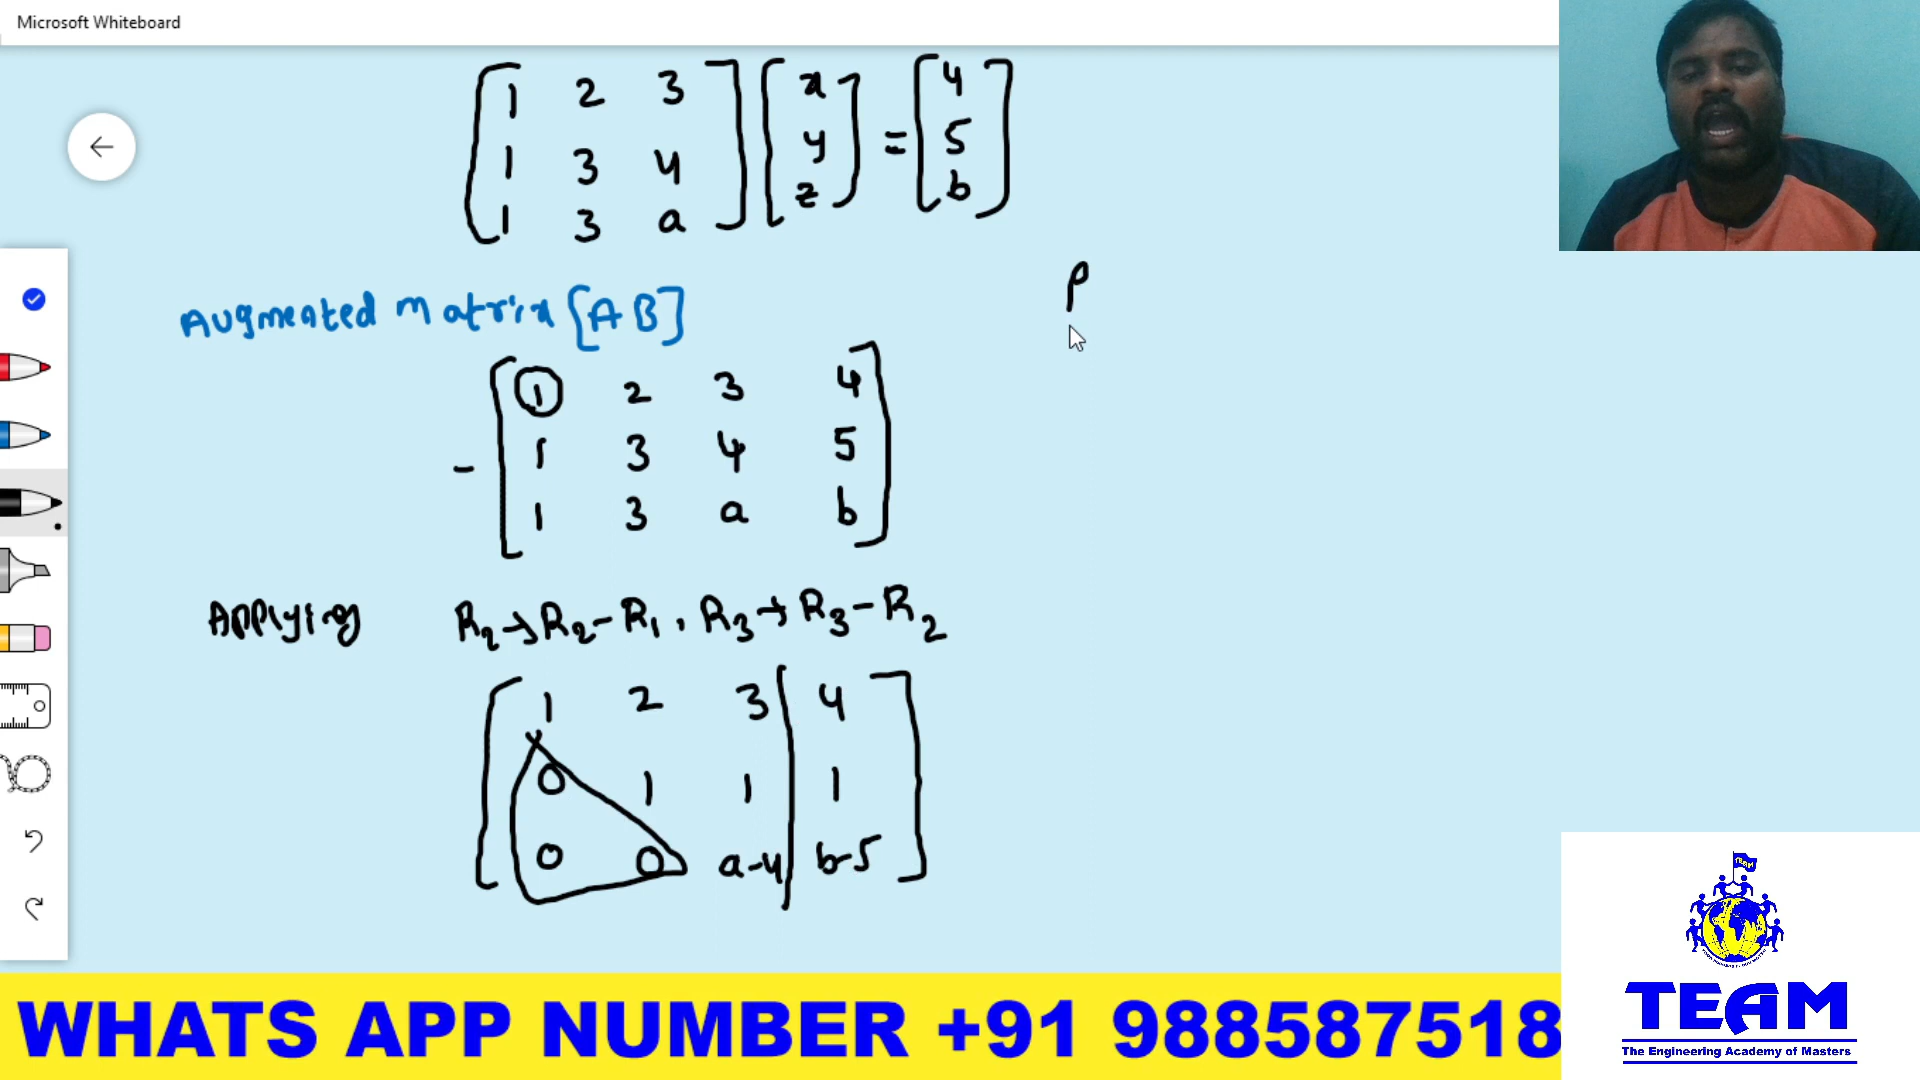 Microsoft Whiteboard
[1 2 3] [x] = [4]
[1 3 4] [y] [5]
[1 3 a] [z] [b]
ρ
Augmented Matrix [AB]
[1 2 3 4]
- [1 3 4 5]
[1 3 a b]
Applying R2→R2-R1, R3→R3-R2
[1 2 3 | 4]
[0 1 1 | 1]
[0 0 a-4 | b-5]
WHATS APP NUMBER +91 988587518
TEAM
TEAM
The Engineering Academy of Masters